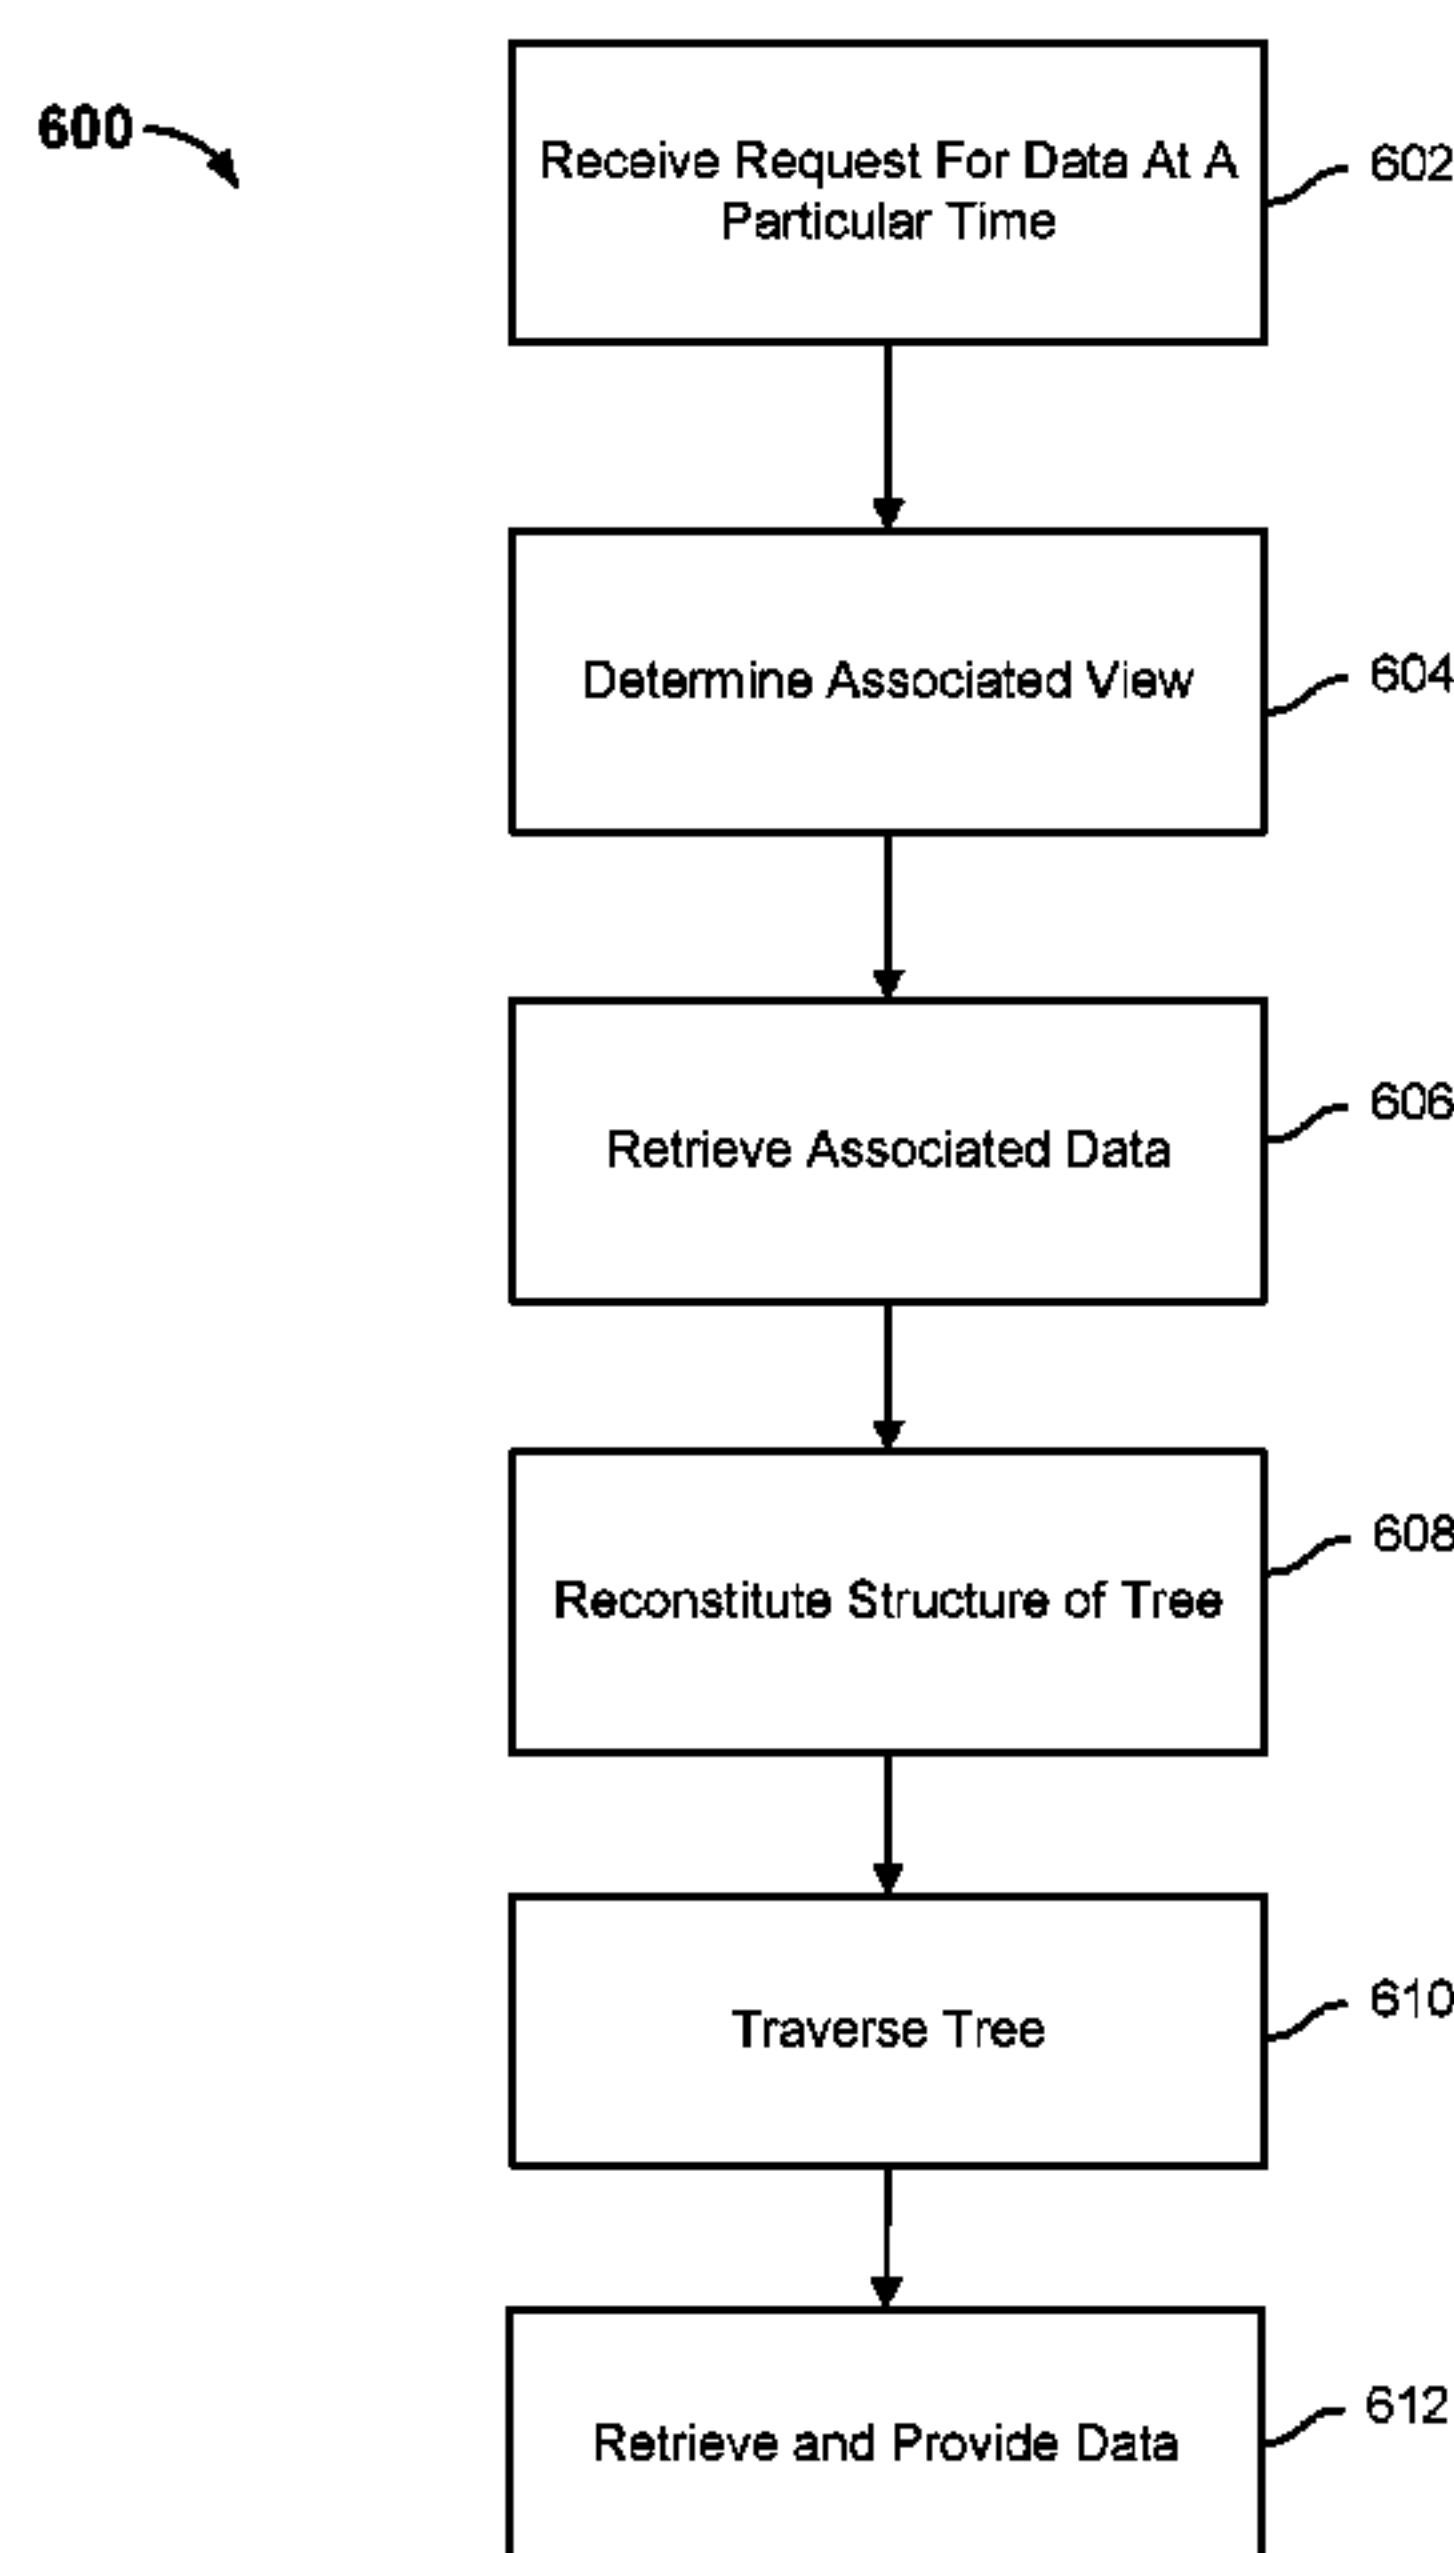 600
Receive Request For Data At A
Particular Time
602
Determine Associated View
604
Retrieve Associated Data
606
Reconstitute Structure of Tree
608
Traverse Tree
610
Retrieve and Provide Data
612